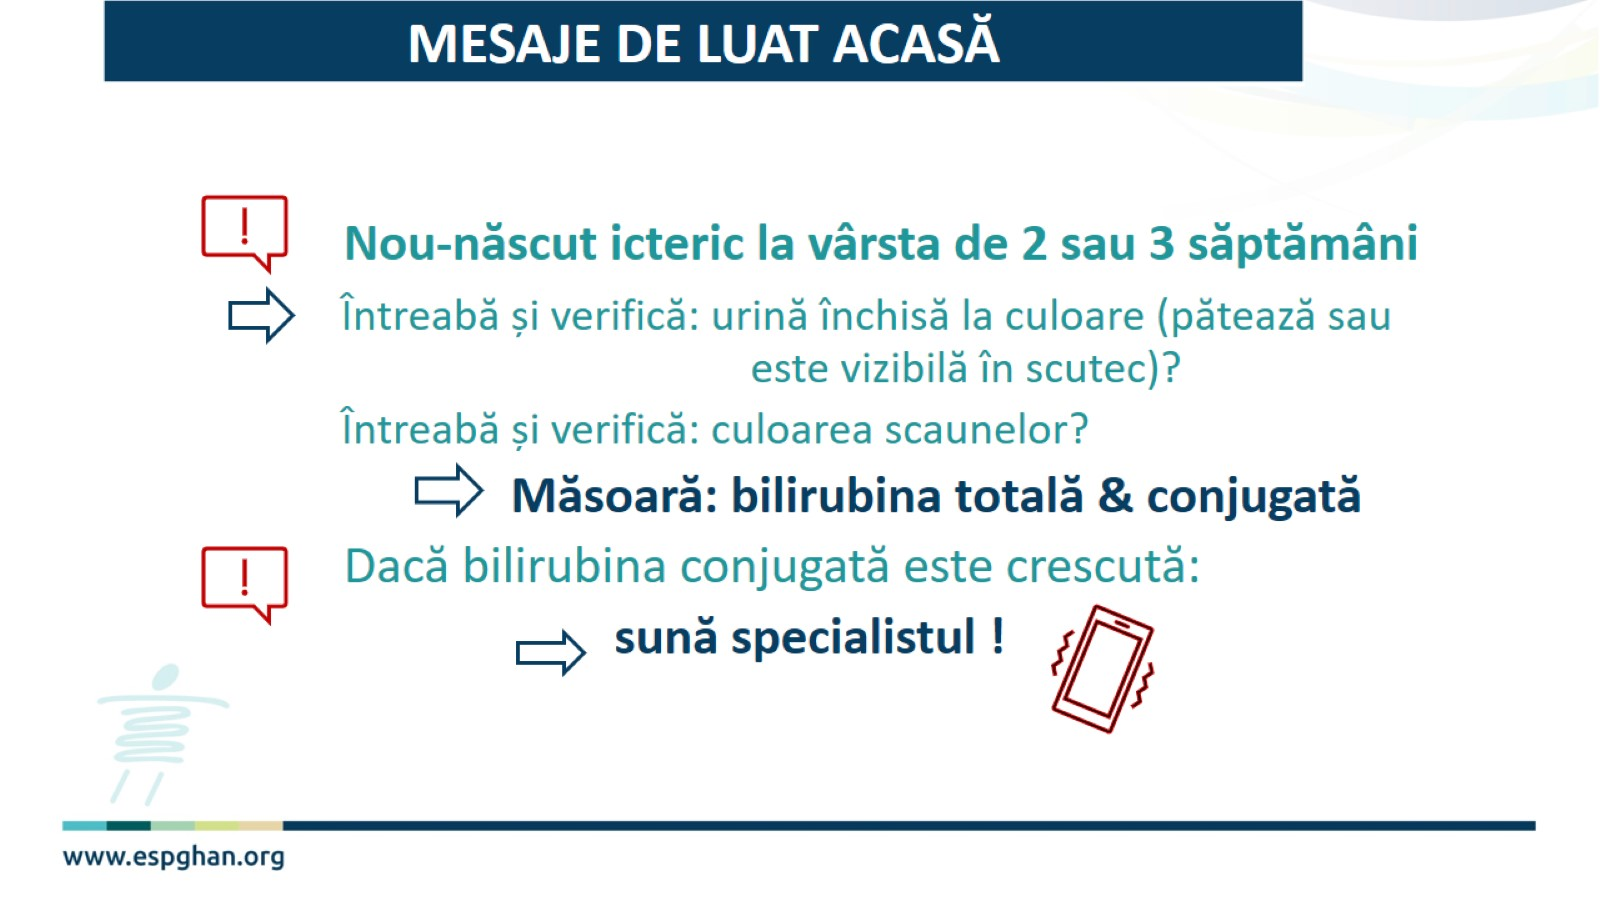 MESAJE DE LUAT ACASĂ
!
Nou-născut icteric la vârsta de 2 sau 3 săptămâni
Întreabă și verifică: urină închisă la culoare (pătează sau
este vizibilă în scutec)?
Întreabă și verifică: culoarea scaunelor?
Măsoară: bilirubina totală & conjugată
!
Dacă bilirubina conjugată este crescută:
sună specialistul !
www.espghan.org